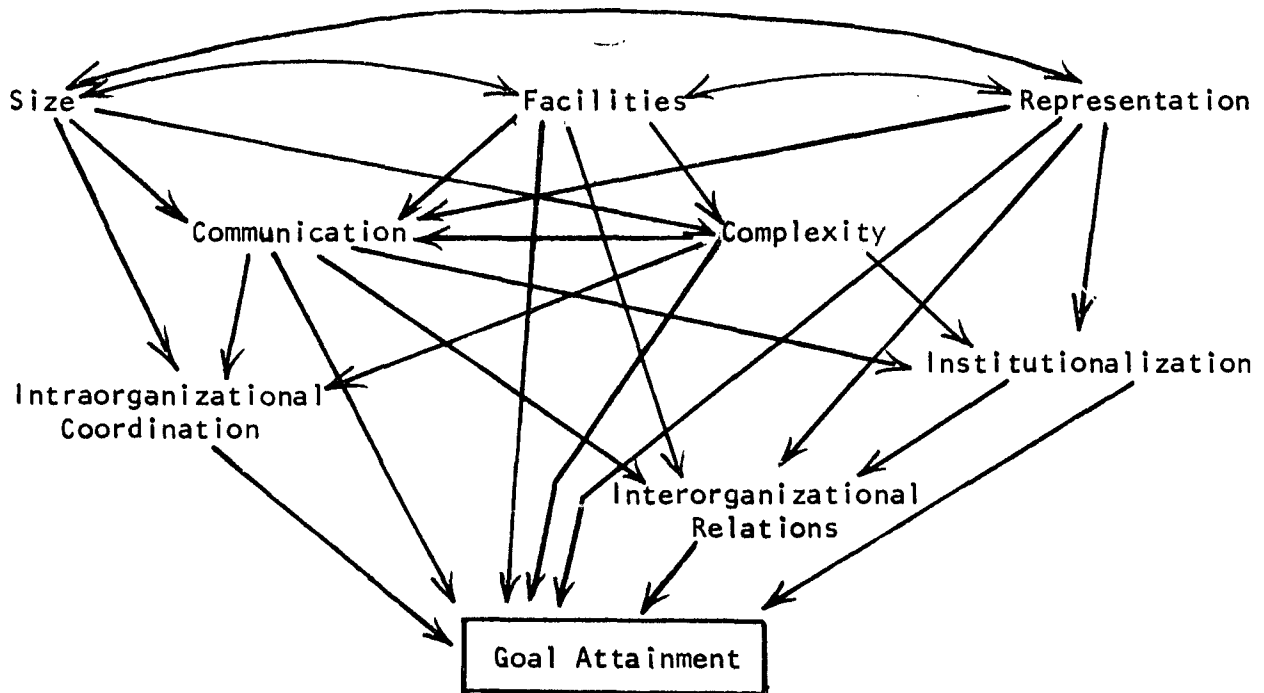 Size
Facilities
Representation
Communication
Complexity
Institutionalization
Intraorganizational
Coordination
Interorganizational
Relations
Goal Attainment